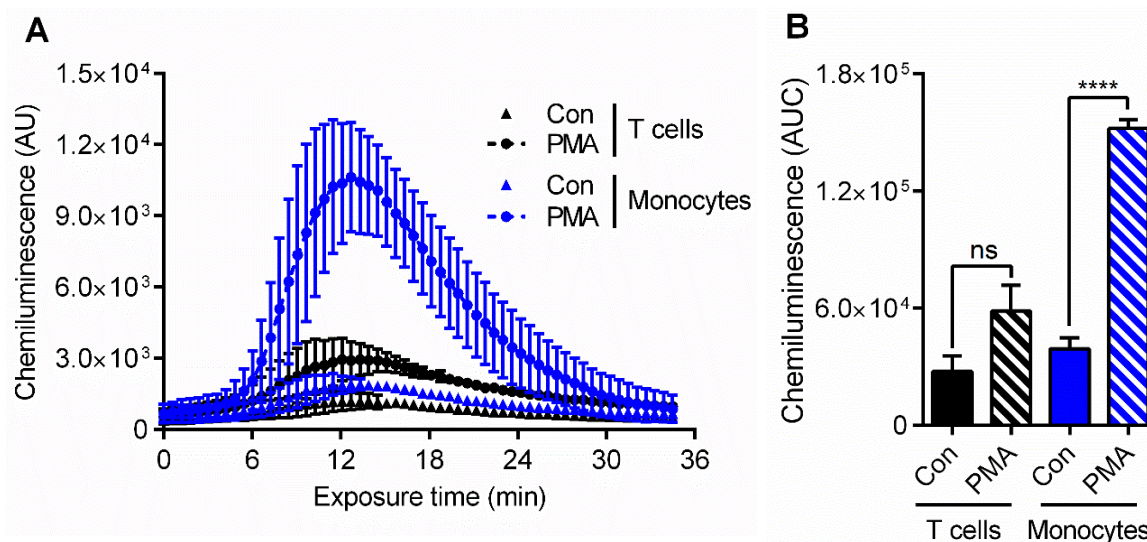 A
Chemiluminescence (AU)
1.5×10⁴
1.2×10⁴
9.0×10³
6.0×10³
3.0×10³
0
0 6 12 18 24 30 36
Exposure time (min)
Con
PMA
T cells
Con
PMA
Monocytes
B
Chemiluminescence (AUC)
1.8×10⁵
1.2×10⁵
6.0×10⁴
0
ns
****
Con PMA Con PMA
T cells Monocytes